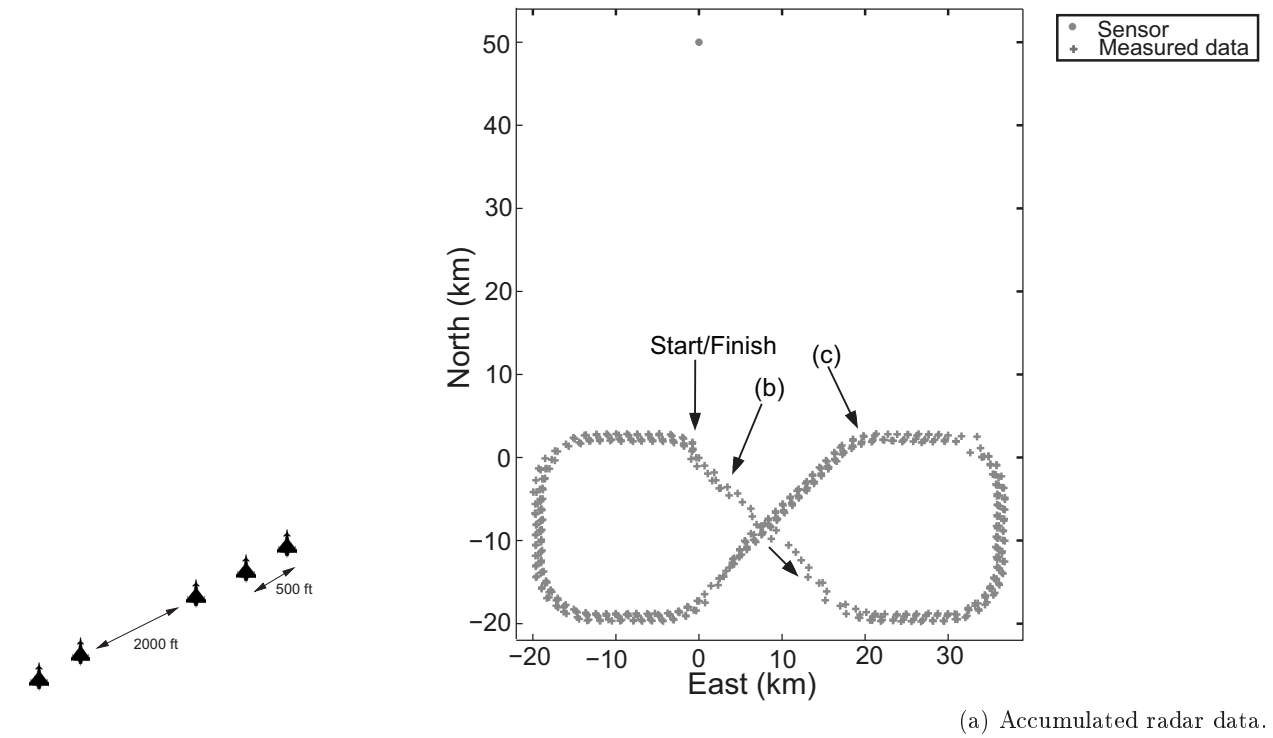 Sensor
Measured data
50
40
30
20
10
0
−10
−20
North (km)
Start/Finish
(b)
(c)
−20
−10
0
10
20
30
East (km)
500 ft
2000 ft
(a) Accumulated radar data.